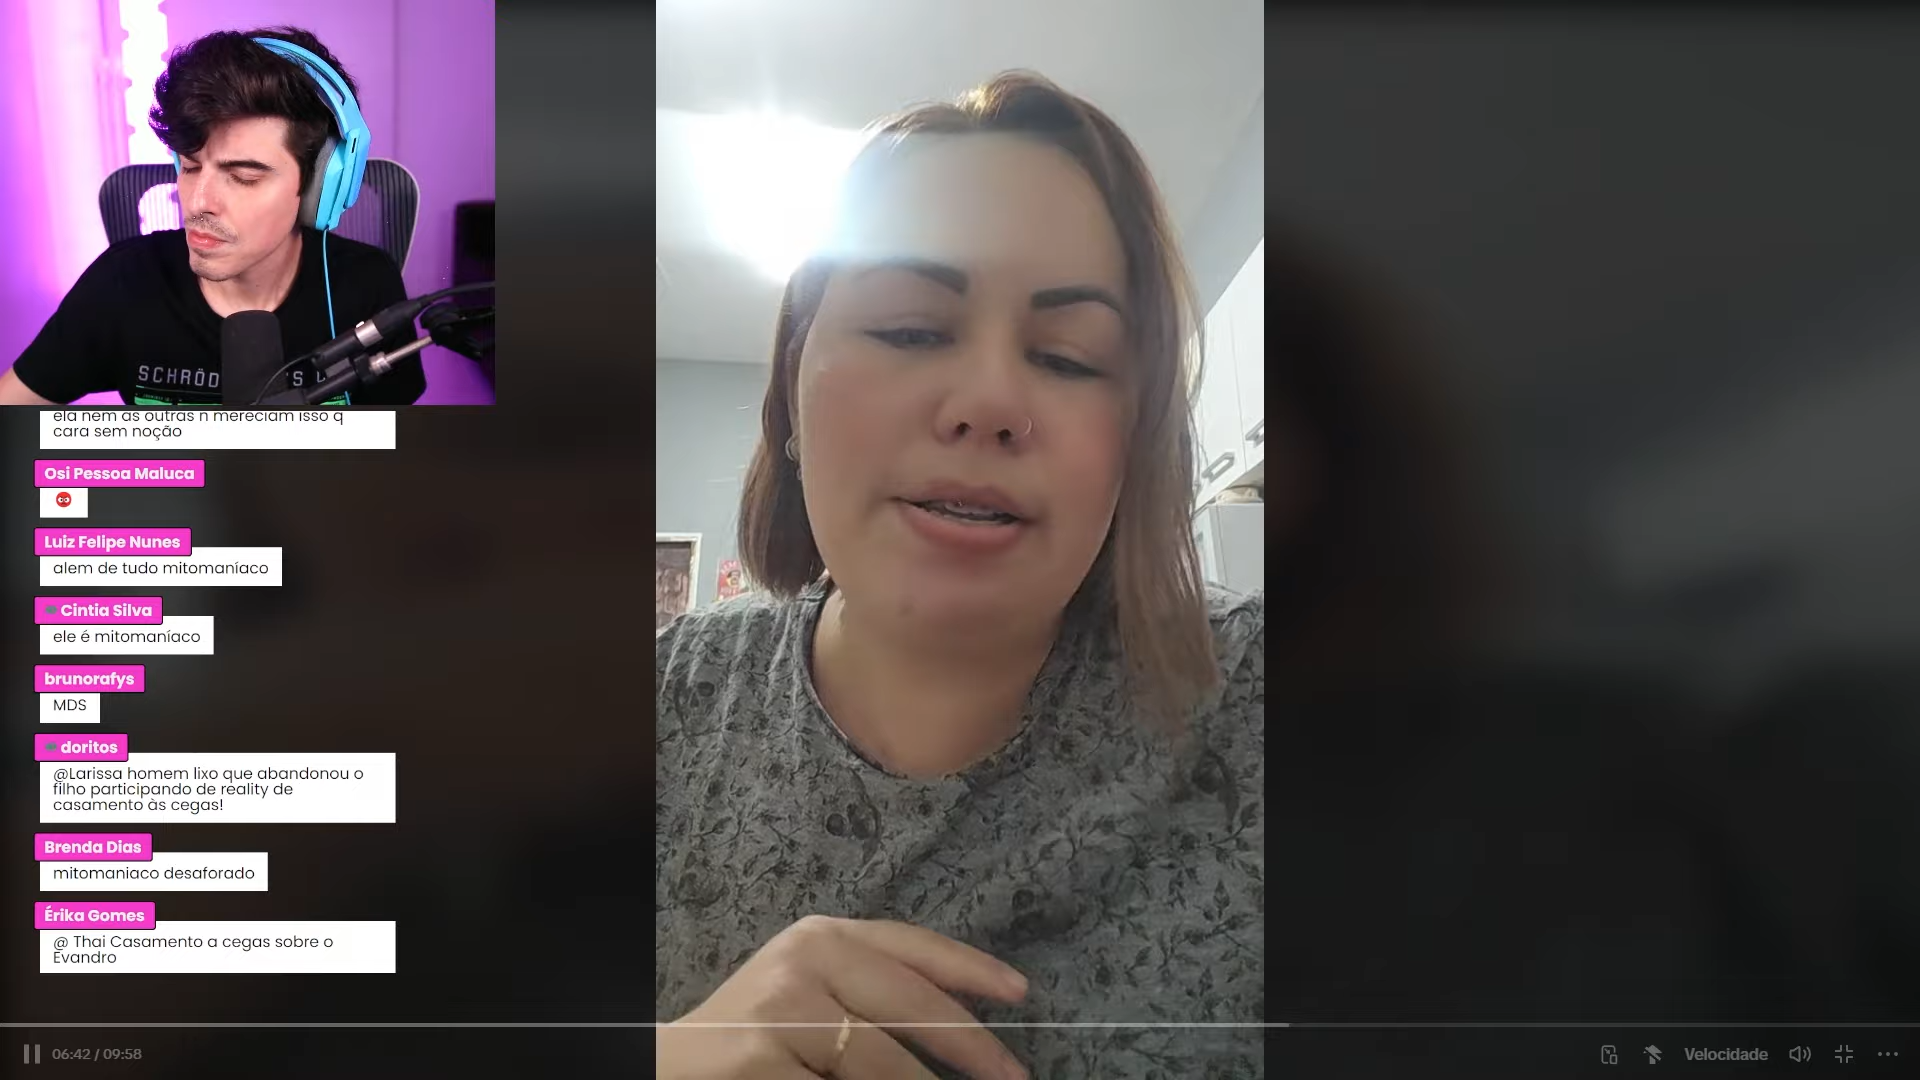 SCHRÖD
ela nem as outras n mereciam isso q
cara sem noção
Osi Pessoa Maluca
Luiz Felipe Nunes
alem de tudo mitomaníaco
Cintia Silva
ele é mitomaníaco
brunorafys
MDS
doritos
@Larissa homem lixo que abandonou o
filho participando de reality de
casamento às cegas!
Brenda Dias
mitomaniaco desaforado
Érika Gomes
@ Thai Casamento a cegas sobre o
Evandro
06:42 / 09:58
Velocidade